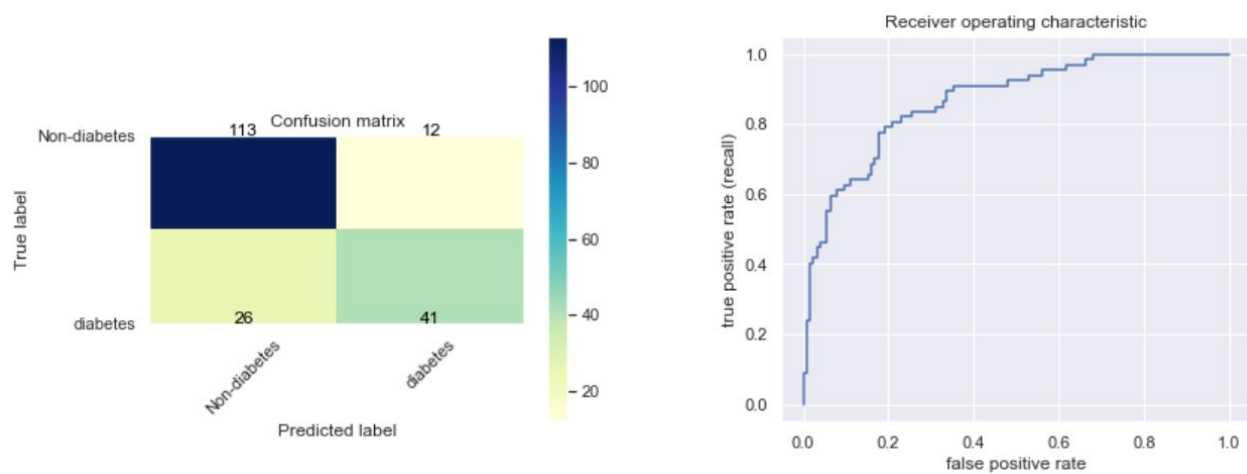 Confusion matrix
Non-diabetes
113
12
True label
diabetes
26
41
Non-diabetes
diabetes
Predicted label
100
80
60
40
20
Receiver operating characteristic
true positive rate (recall)
1.0
0.8
0.6
0.4
0.2
0.0
0.0
0.2
0.4
0.6
0.8
1.0
false positive rate